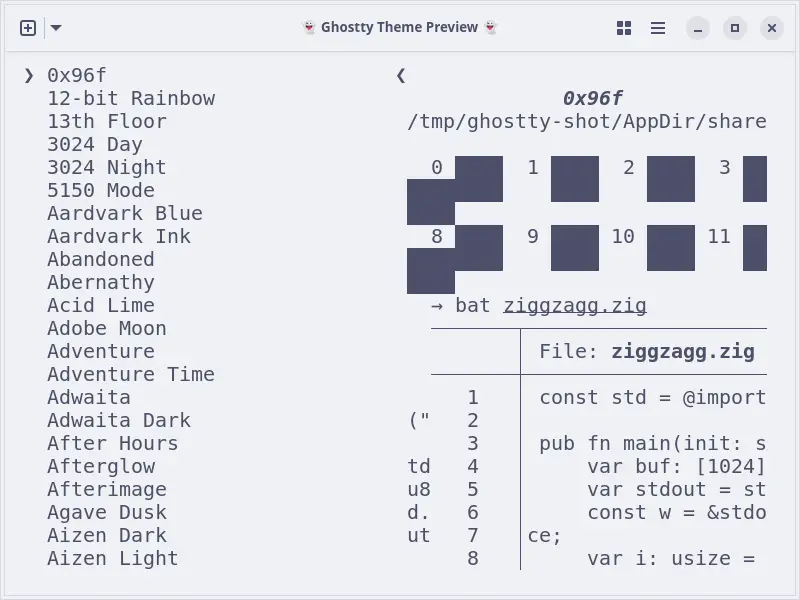 👻 Ghostty Theme Preview 👻
❯ 0x96f
12-bit Rainbow
13th Floor
3024 Day
3024 Night
5150 Mode
Aardvark Blue
Aardvark Ink
Abandoned
Abernathy
Acid Lime
Adobe Moon
Adventure
Adventure Time
Adwaita
Adwaita Dark
After Hours
Afterglow
Afterimage
Agave Dusk
Aizen Dark
Aizen Light
❮
0x96f
/tmp/ghostty-shot/AppDir/share
0 1 2 3
8 9 10 11
→ bat ziggzagg.zig
File: ziggzagg.zig
1 const std = @import
(" 2
3 pub fn main(init: s
td 4 var buf: [1024]
u8 5 var stdout = st
d. 6 const w = &stdo
ut 7 ce;
8 var i: usize =